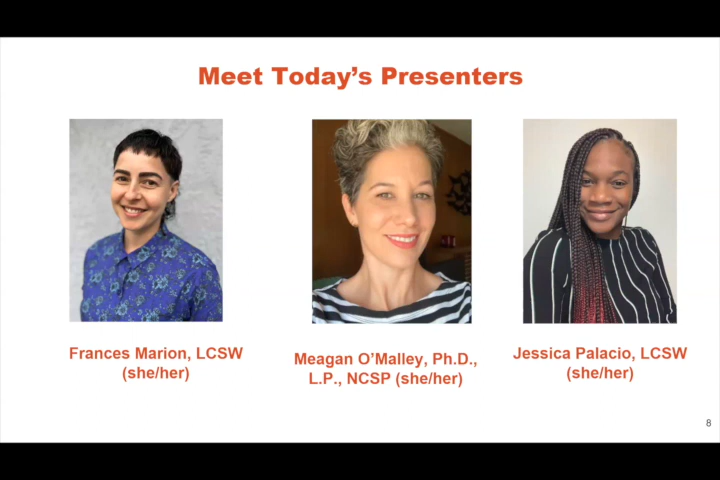 Meet Today’s Presenters
Frances Marion, LCSW
(she/her)
Meagan O’Malley, Ph.D.,
L.P., NCSP (she/her)
Jessica Palacio, LCSW
(she/her)
8